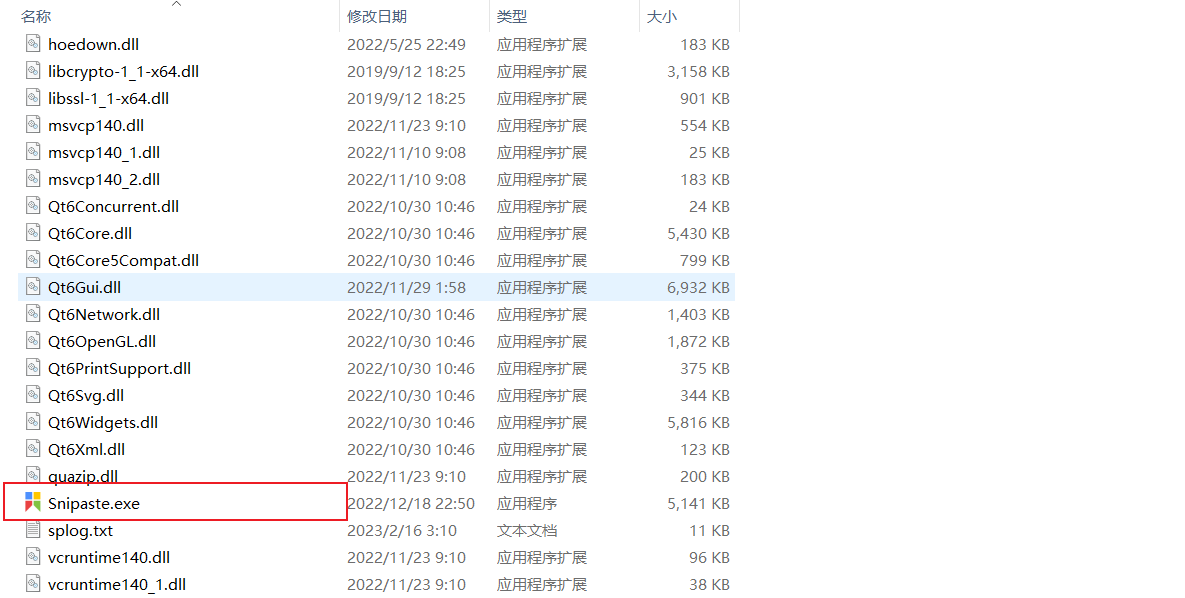 名称 修改日期 类型 大小
hoedown.dll 2022/5/25 22:49 应用程序扩展 183 KB
libcrypto-1_1-x64.dll 2019/9/12 18:25 应用程序扩展 3,158 KB
libssl-1_1-x64.dll 2019/9/12 18:25 应用程序扩展 901 KB
msvcp140.dll 2022/11/23 9:10 应用程序扩展 554 KB
msvcp140_1.dll 2022/11/10 9:08 应用程序扩展 25 KB
msvcp140_2.dll 2022/11/10 9:08 应用程序扩展 183 KB
Qt6Concurrent.dll 2022/10/30 10:46 应用程序扩展 24 KB
Qt6Core.dll 2022/10/30 10:46 应用程序扩展 5,430 KB
Qt6Core5Compat.dll 2022/10/30 10:46 应用程序扩展 799 KB
Qt6Gui.dll 2022/11/29 1:58 应用程序扩展 6,932 KB
Qt6Network.dll 2022/10/30 10:46 应用程序扩展 1,403 KB
Qt6OpenGL.dll 2022/10/30 10:46 应用程序扩展 1,872 KB
Qt6PrintSupport.dll 2022/10/30 10:46 应用程序扩展 375 KB
Qt6Svg.dll 2022/10/30 10:46 应用程序扩展 344 KB
Qt6Widgets.dll 2022/10/30 10:46 应用程序扩展 5,816 KB
Qt6Xml.dll 2022/10/30 10:46 应用程序扩展 123 KB
quazip.dll 2022/11/23 9:10 应用程序扩展 200 KB
Snipaste.exe 2022/12/18 22:50 应用程序 5,141 KB
splog.txt 2023/2/16 3:10 文本文档 11 KB
vcruntime140.dll 2022/11/23 9:10 应用程序扩展 96 KB
vcruntime140_1.dll 2022/11/23 9:10 应用程序扩展 38 KB